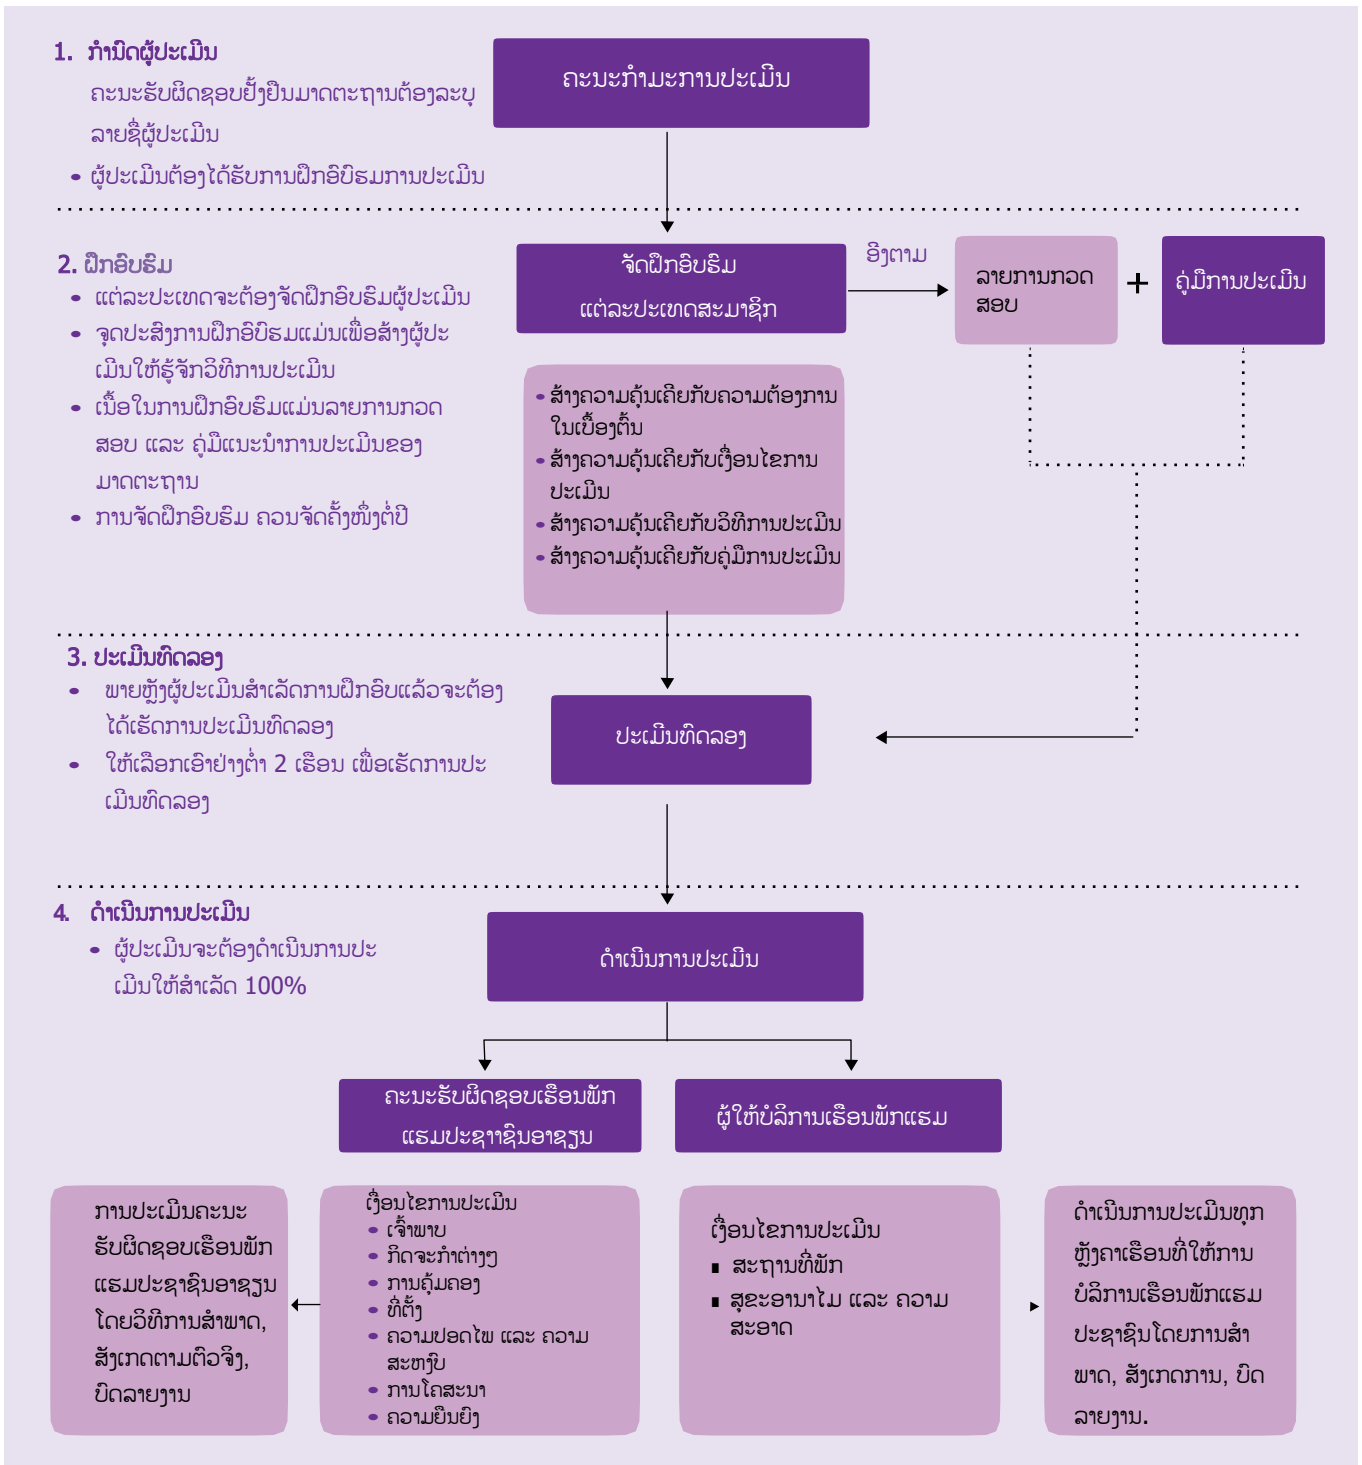 1. ກຳນົດຜູ້ປະເມີນ
ຄະນະຮັບຜິດຊອບຢັ້ງຢືນມາດຕະຖານຕ້ອງລະບຸ
ລາຍຊື່ຜູ້ປະເມີນ
• ຜູ້ປະເມີນຕ້ອງໄດ້ຮັບການຝຶກອົບຮົມການປະເມີນ
ຄະນະກຳມະການປະເມີນ
2. ຝຶກອົບຮົມ
• ແຕ່ລະປະເທດຈະຕ້ອງຈັດຝຶກອົບຮົມຜູ້ປະເມີນ
• ຈຸດປະສົງການຝຶກອົບຮົມແມ່ນເພື່ອສ້າງຜູ້ປະ
ເມີນໃຫ້ຮູ້ຈັກວິທີການປະເມີນ
• ເນື້ອໃນການຝຶກອົບຮົມແມ່ນລາຍການກວດ
ສອບ ແລະ ຄູ່ມືແນະນຳການປະເມີນຂອງ
ມາດຕະຖານ
• ການຈັດຝຶກອົບຮົມ ຄວນຈັດຄັ້ງໜຶ່ງຕໍ່ປີ
ຈັດຝຶກອົບຮົມ
ແຕ່ລະປະເທດສະມາຊິກ
ອີງຕາມ
ລາຍການກວດ
ສອບ
+
ຄູ່ມືການປະເມີນ
• ສ້າງຄວາມຄຸ້ນເຄີຍກັບຄວາມຕ້ອງການ
ໃນເບື້ອງຕົ້ນ
• ສ້າງຄວາມຄຸ້ນເຄີຍກັບເງື່ອນໄຂການ
ປະເມີນ
• ສ້າງຄວາມຄຸ້ນເຄີຍກັບວິທີການປະເມີນ
• ສ້າງຄວາມຄຸ້ນເຄີຍກັບຄູ່ມືການປະເມີນ
3. ປະເມີນທົດລອງ
• ພາຍຫຼັງຜູ້ປະເມີນສຳເລັດການຝຶກອົບແລ້ວຈະຕ້ອງ
ໄດ້ເຮັດການປະເມີນທົດລອງ
• ໃຫ້ເລືອກເອົາຢ່າງຕ່ຳ 2 ເຮືອນ ເພື່ອເຮັດການປະ
ເມີນທົດລອງ
ປະເມີນທົດລອງ
4. ດຳເນີນການປະເມີນ
• ຜູ້ປະເມີນຈະຕ້ອງດຳເນີນການປະ
ເມີນໃຫ້ສຳເລັດ 100%
ດຳເນີນການປະເມີນ
ຄະນະຮັບຜິດຊອບເຮືອນພັກ
ແຮມປະຊາາຊົນອາຊຽນ
ຜູ້ໃຫ້ບໍລິການເຮືອນພັກແຮມ
ການປະເມີນຄະນະ
ຮັບຜິດຊອບເຮືອນພັກ
ແຮມປະຊາຊົນອາຊຽນ
ໂດຍວິທີການສຳພາດ,
ສັງເກດຕາມຕົວຈິງ,
ບົດລາຍງານ
ເງື່ອນໄຂການປະເມີນ
• ເຈົ້າພາບ
• ກິດຈະກຳຕ່າງໆ
• ການຄຸ້ມຄອງ
• ທີ່ຕັ້ງ
• ຄວາມປອດໄພ ແລະ ຄວາມ
ສະຫງົບ
• ການໂຄສະນາ
• ຄວາມຍືນຍົງ
ເງື່ອນໄຂການປະເມີນ
▪ ສະຖານທີ່ພັກ
▪ ສຸຂະອານາໄມ ແລະ ຄວາມ
ສະອາດ
ດຳເນີນການປະເມີນທຸກ
ຫຼັງຄາເຮືອນທີ່ໃຫ້ການ
ບໍລິການເຮືອນພັກແຮມ
ປະຊາຊົນໂດຍການສຳ
ພາດ, ສັງເກດການ, ບົດ
ລາຍງານ.